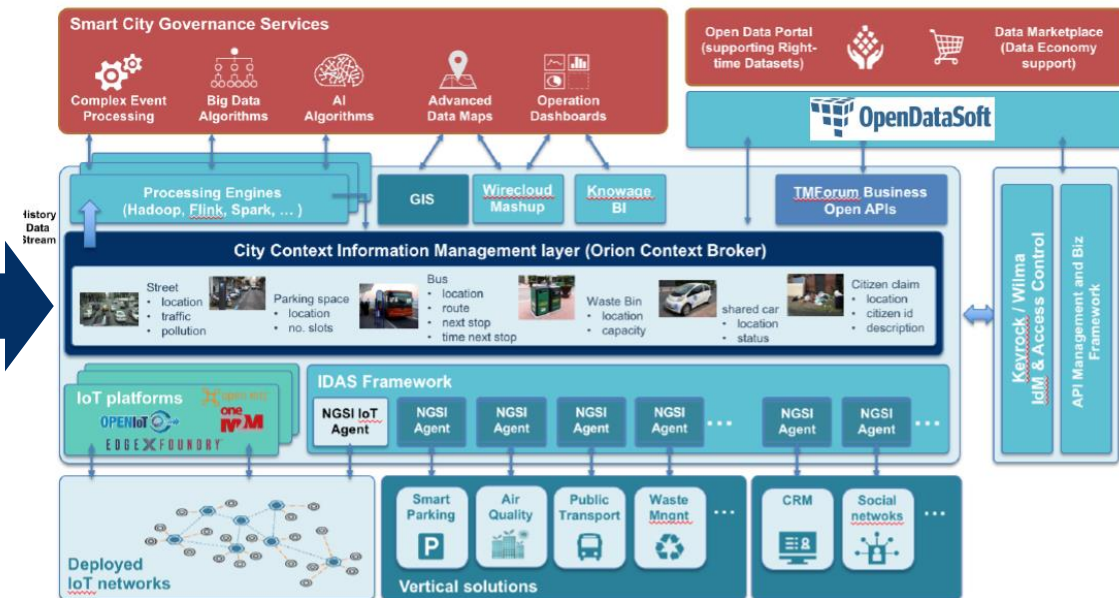 Smart City Governance Services
Complex Event
Processing
Big Data
Algorithms
AI
Algorithms
Advanced
Data Maps
Operation
Dashboards
Open Data Portal
(supporting Right-
time Datasets)
Data Marketplace
(Data Economy
support)
OpenDataSoft
Processing Engines
(Hadoop, Flink, Spark, ... )
GIS
Wirecloud
Mashup
Knowage
BI
TMForum Business
Open APIs
History
Data
Stream
City Context Information Management layer (Orion Context Broker)
Street
• location
• traffic
• pollution
Parking space
• location
• no. slots
Bus
• location
• route
• next stop
• time next stop
Waste Bin
• location
• capacity
shared car
• location
• status
Citizen claim
• location
• citizen id
• description
Keyrock / Wilma
IdM & Access Control
API Management and Biz
Framework
IoT platforms
OPENIoT
one
M2M
EDGE X FOUNDRY
IDAS Framework
NGSI IoT
Agent
NGSI
Agent
NGSI
Agent
NGSI
Agent
NGSI
Agent
...
NGSI
Agent
NGSI
Agent
...
Deployed
IoT networks
Smart
Parking
P
Air
Quality
Public
Transport
Waste
Mngnt
...
Vertical solutions
CRM
Social
netwoks
...